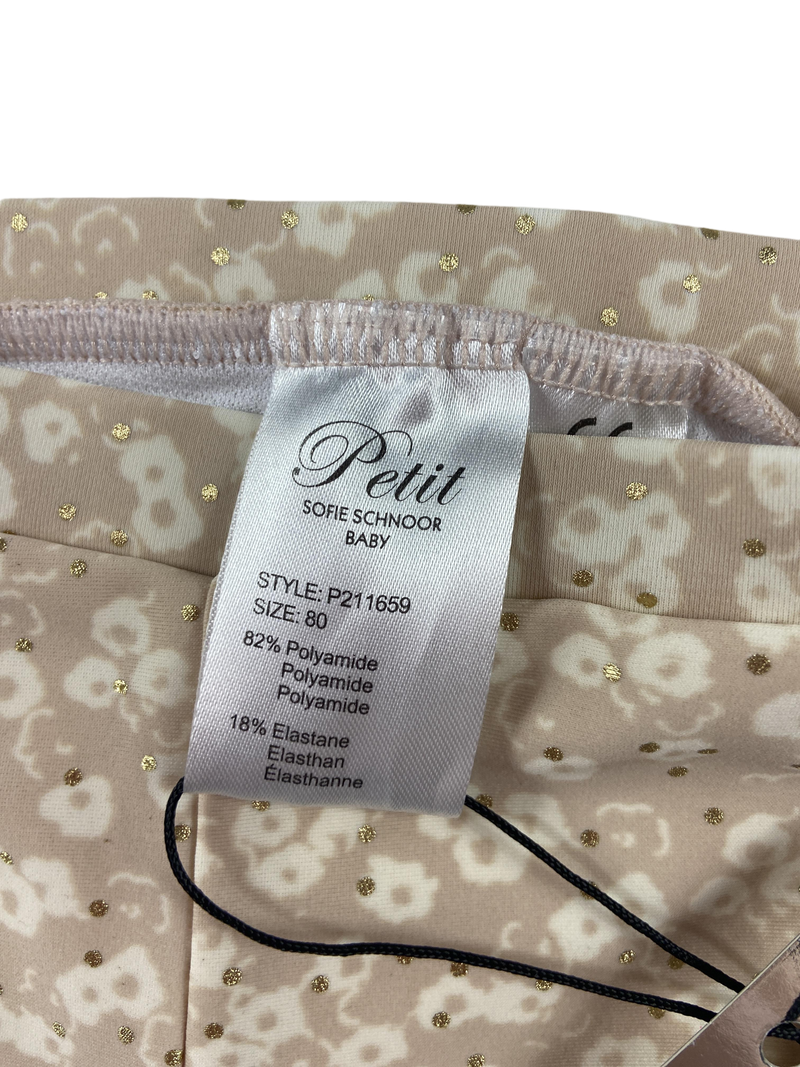 Petit
SOFIE SCHNOOR
BABY
STYLE: P211659
SIZE: 80
82% Polyamide
Polyamide
Polyamide
18% Elastane
Elasthan
Élasthanne